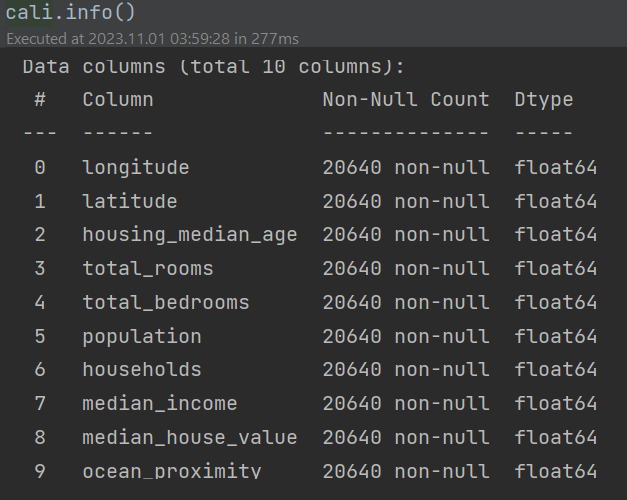 cali.info()
Executed at 2023.11.01 03:59:28 in 277ms
Data columns (total 10 columns):
 #   Column              Non-Null Count  Dtype
---  ------              --------------  -----
 0   longitude           20640 non-null  float64
 1   latitude            20640 non-null  float64
 2   housing_median_age  20640 non-null  float64
 3   total_rooms         20640 non-null  float64
 4   total_bedrooms      20640 non-null  float64
 5   population          20640 non-null  float64
 6   households          20640 non-null  float64
 7   median_income       20640 non-null  float64
 8   median_house_value  20640 non-null  float64
 9   ocean_proximity     20640 non-null  float64